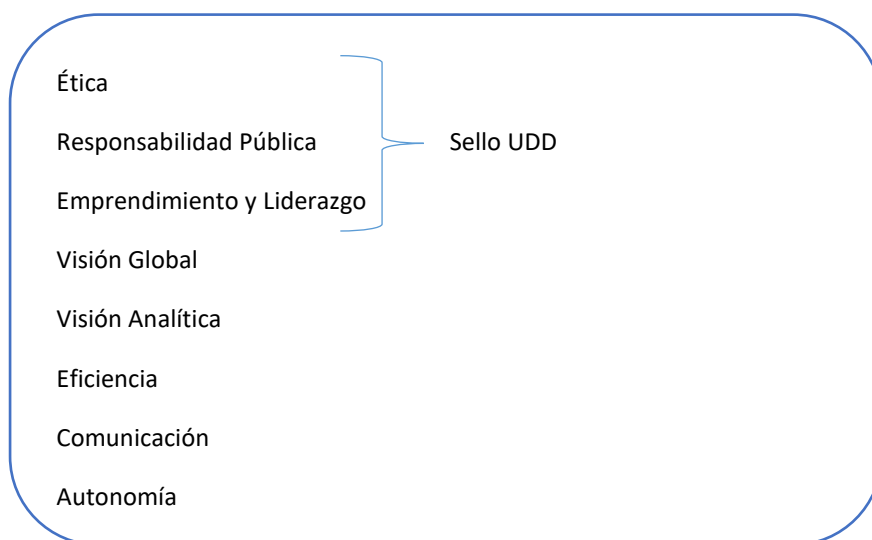 Ética
Responsabilidad Pública
Sello UDD
Emprendimiento y Liderazgo
Visión Global
Visión Analítica
Eficiencia
Comunicación
Autonomía